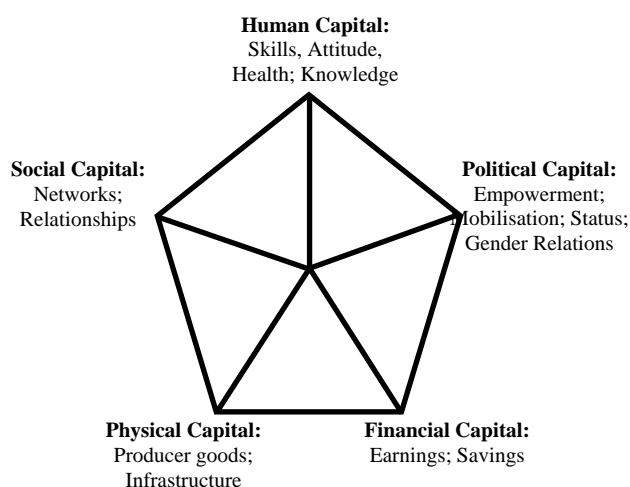 Human Capital:
Skills, Attitude,
Health; Knowledge
Social Capital:
Networks;
Relationships
Political Capital:
Empowerment;
Mobilisation; Status;
Gender Relations
Physical Capital:
Producer goods;
Infrastructure
Financial Capital:
Earnings; Savings